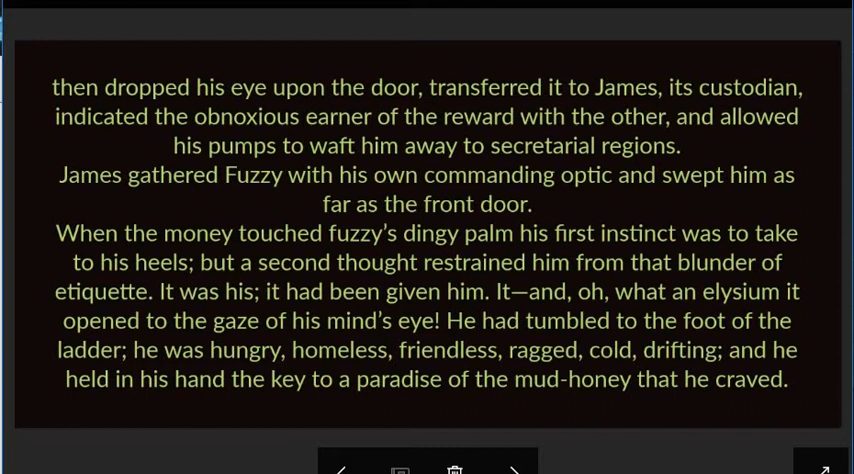 then dropped his eye upon the door, transferred it to James, its custodian,
indicated the obnoxious earner of the reward with the other, and allowed
his pumps to waft him away to secretarial regions.
James gathered Fuzzy with his own commanding optic and swept him as
far as the front door.
When the money touched fuzzy’s dingy palm his first instinct was to take
to his heels; but a second thought restrained him from that blunder of
etiquette. It was his; it had been given him. It—and, oh, what an elysium it
opened to the gaze of his mind’s eye! He had tumbled to the foot of the
ladder; he was hungry, homeless, friendless, ragged, cold, drifting; and he
held in his hand the key to a paradise of the mud-honey that he craved.